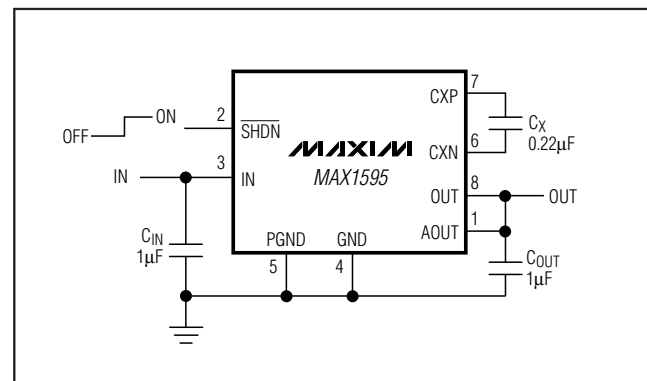 7
CXP
ON
2
OFF
SHDN
CX
0.22µF
MAXIM
6
CXN
3
IN
IN
MAX1595
8
OUT
OUT
1
AOUT
CIN
1µF
PGND
GND
COUT
1µF
5
4